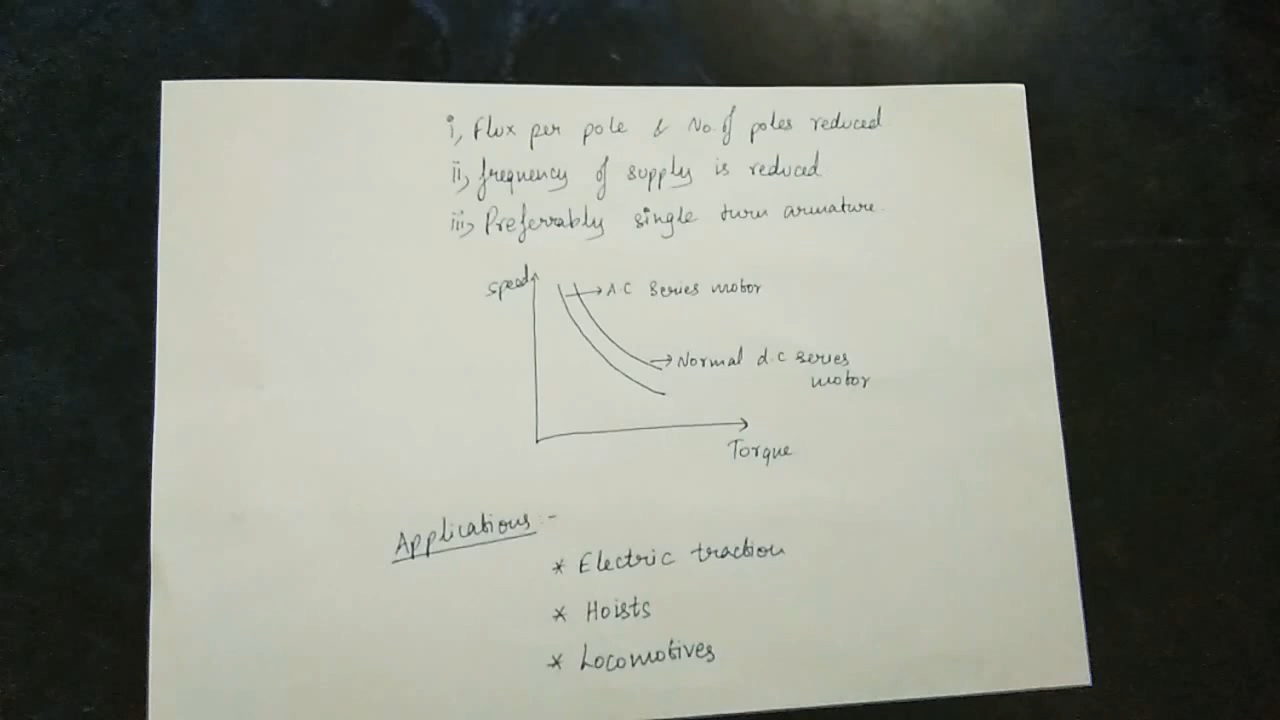 i, Flux per pole & No. of poles reduced
ii, frequency of supply is reduced
iii, Preferrably single turn armature.
Speed
A.C Series motor
Normal d.c series
motor
Torque
Applications:-
* Electric traction
* Hoists
* Locomotives